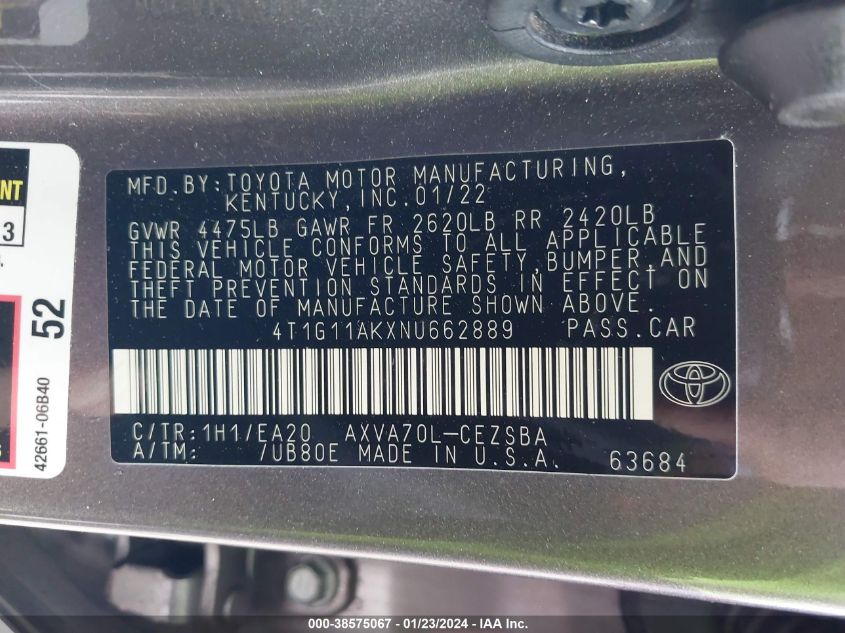 MFD.BY:TOYOTA MOTOR MANUFACTURING,
KENTUCKY,INC.01/22
GVWR 4475LB GAWR FR 2620LB RR 2420LB
THIS VEHICLE CONFORMS TO ALL APPLICABLE
FEDERAL MOTOR VEHICLE SAFETY,BUMPER,AND
THEFT PREVENTION STANDARDS IN EFFECT ON
THE DATE OF MANUFACTURE SHOWN ABOVE.
4T1G11AKXNU662889 PASS.CAR
C/TR:1H1/EA20 AXVA70L-CEZSBA
A/TM: /UB80E MADE IN U.S.A. 63684
52
42661-06B40
000-38575067 - 01/23/2024 - IAA Inc.